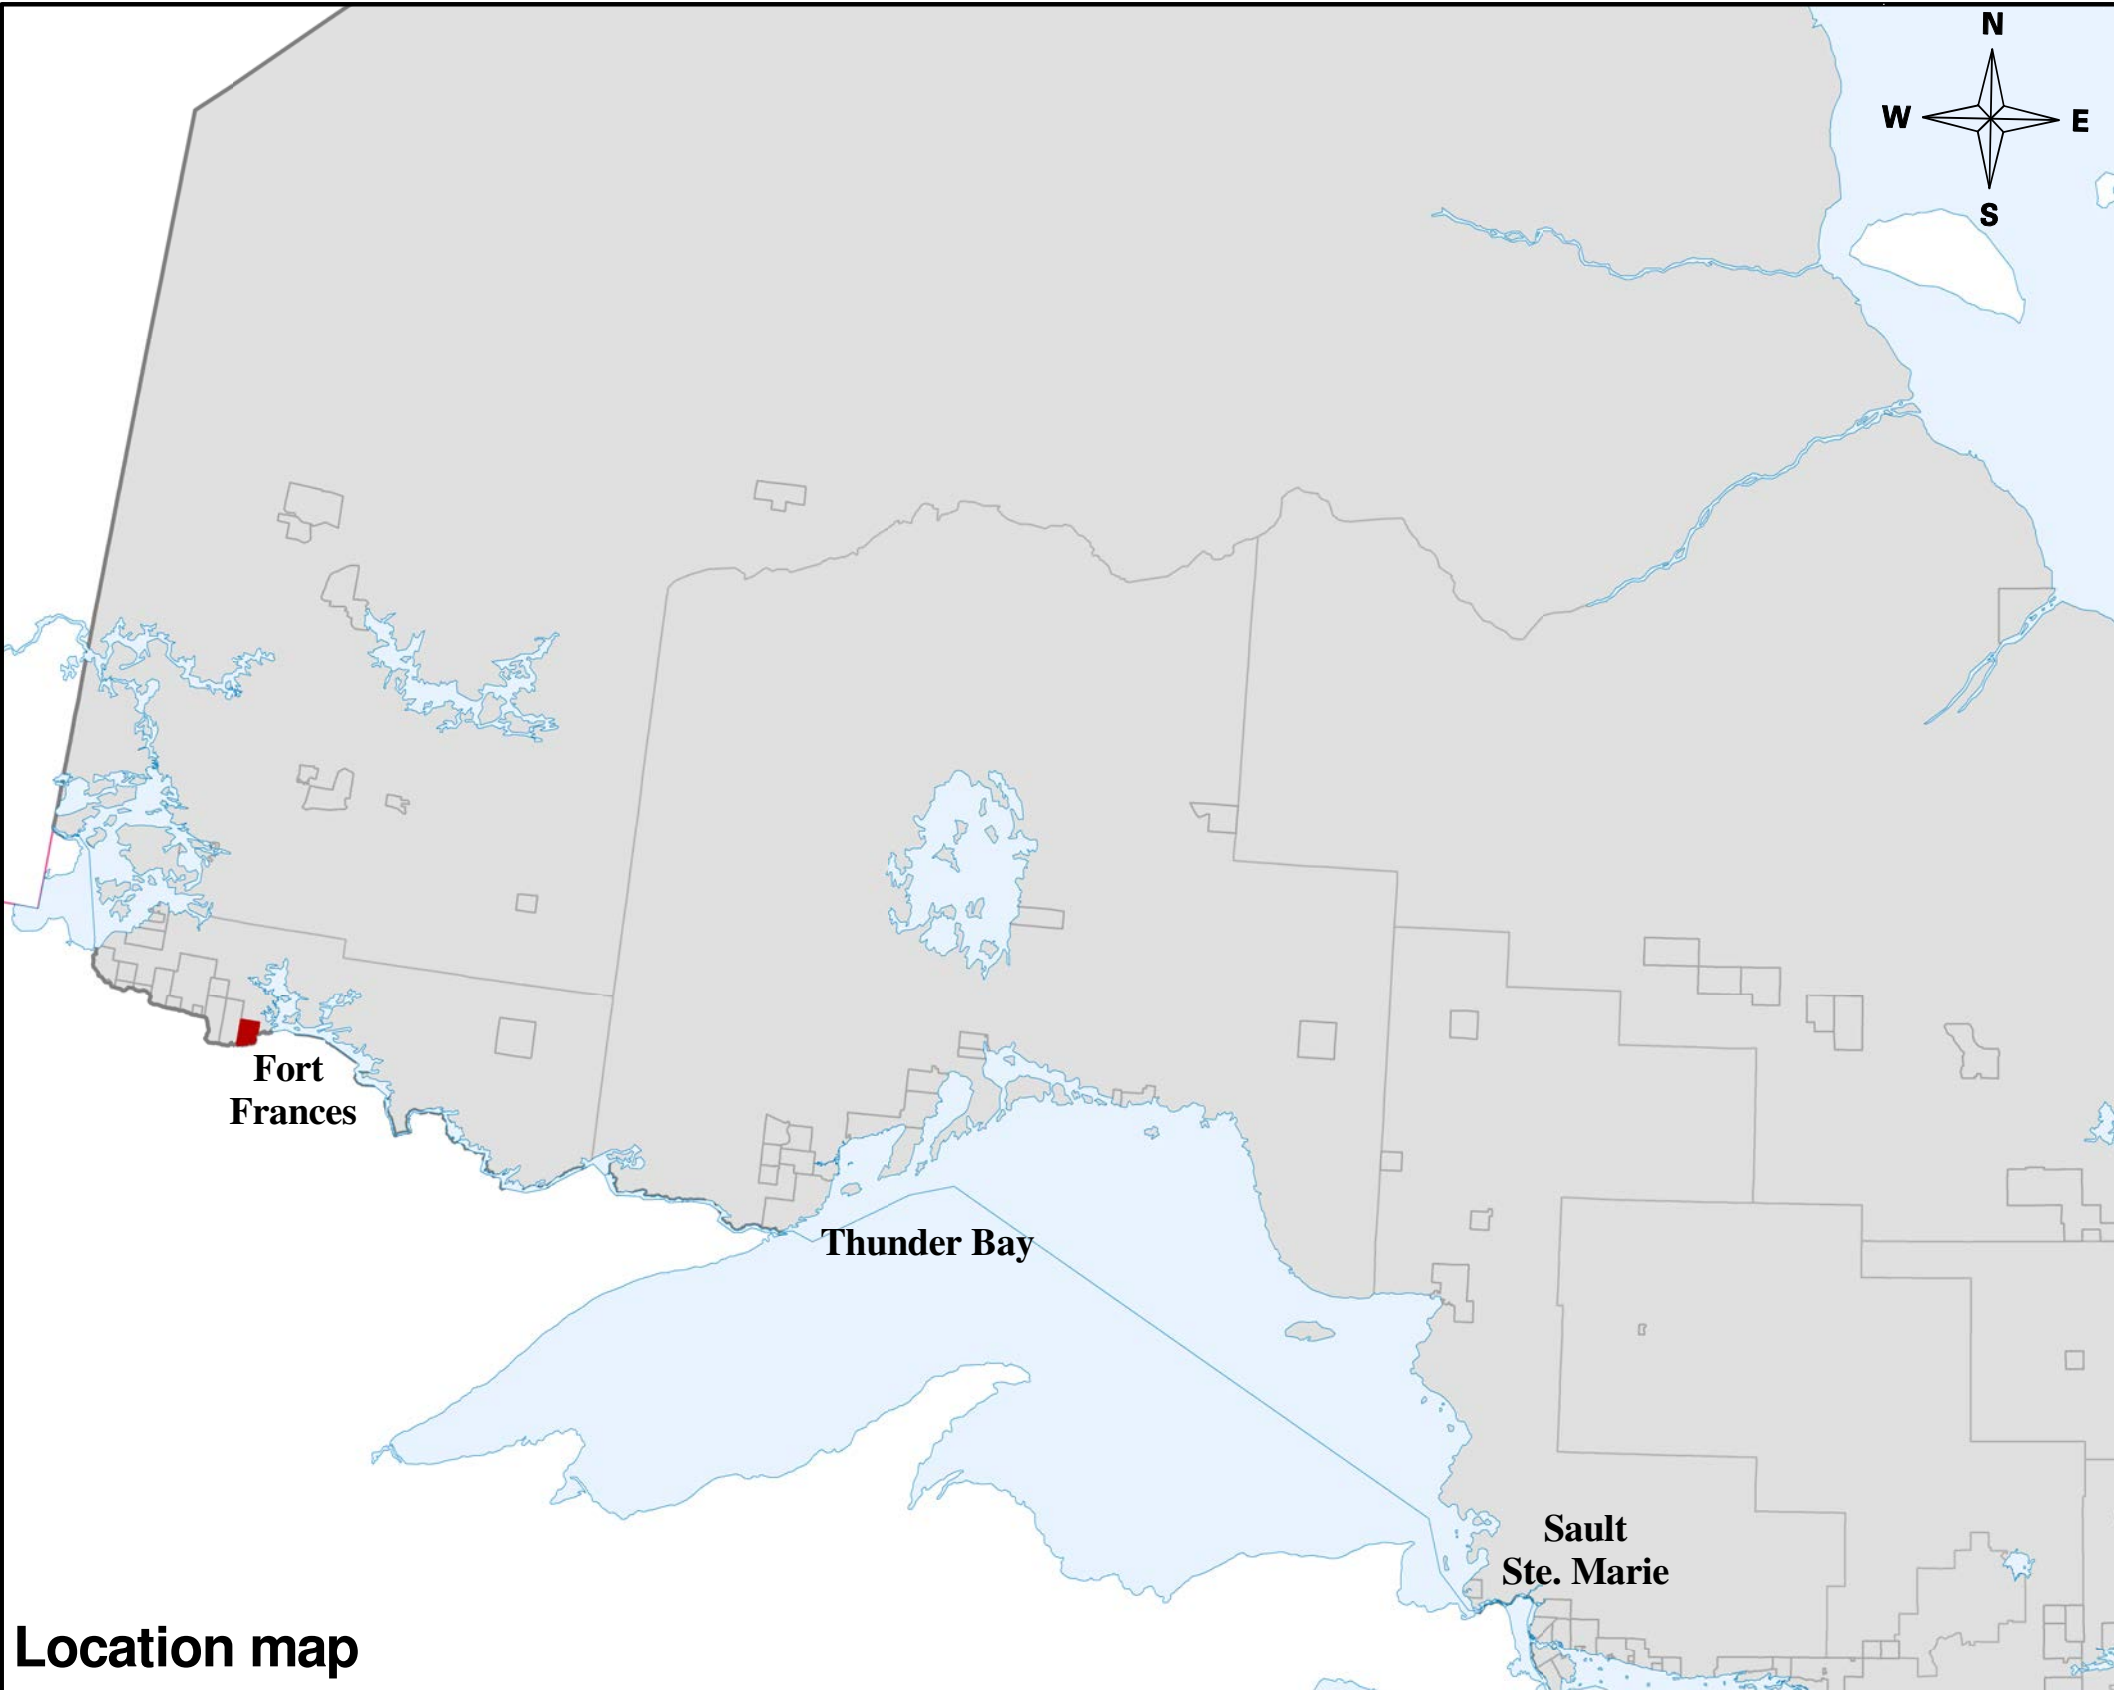 N
W
E
S
Fort
Frances
Thunder Bay
Sault
Ste. Marie
Location map